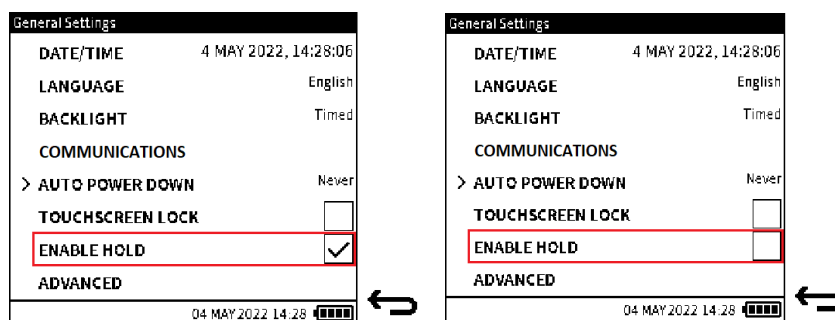 General Settings
DATE/TIME 4 MAY 2022, 14:28:06
LANGUAGE English
BACKLIGHT Timed
COMMUNICATIONS
> AUTO POWER DOWN Never
TOUCHSCREEN LOCK
ENABLE HOLD
ADVANCED
04 MAY 2022 14:28
General Settings
DATE/TIME 4 MAY 2022, 14:28:06
LANGUAGE English
BACKLIGHT Timed
COMMUNICATIONS
> AUTO POWER DOWN Never
TOUCHSCREEN LOCK
ENABLE HOLD
ADVANCED
04 MAY 2022 14:28